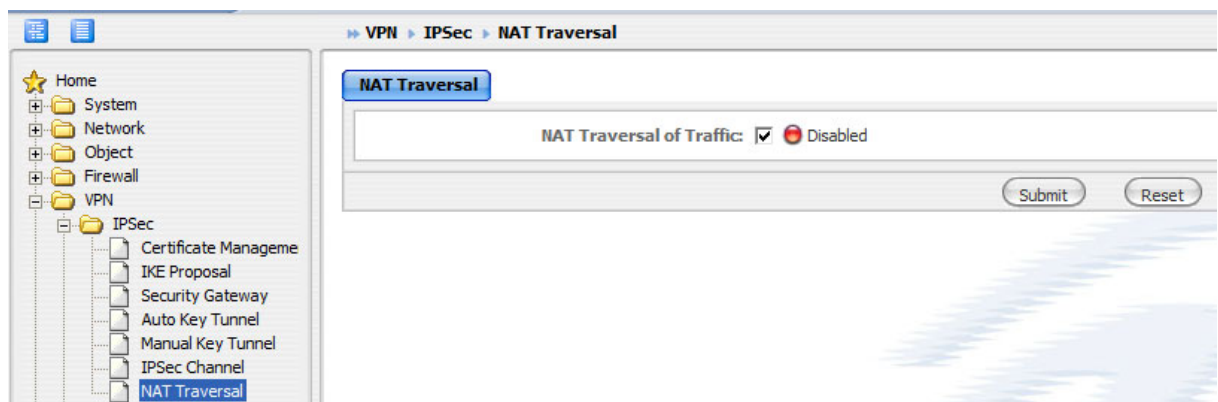 VPN IPSec NAT Traversal
Home
System
Network
Object
Firewall
VPN
IPSec
Certificate Manageme
IKE Proposal
Security Gateway
Auto Key Tunnel
Manual Key Tunnel
IPSec Channel
NAT Traversal
NAT Traversal
NAT Traversal of Traffic: Disabled
Submit Reset